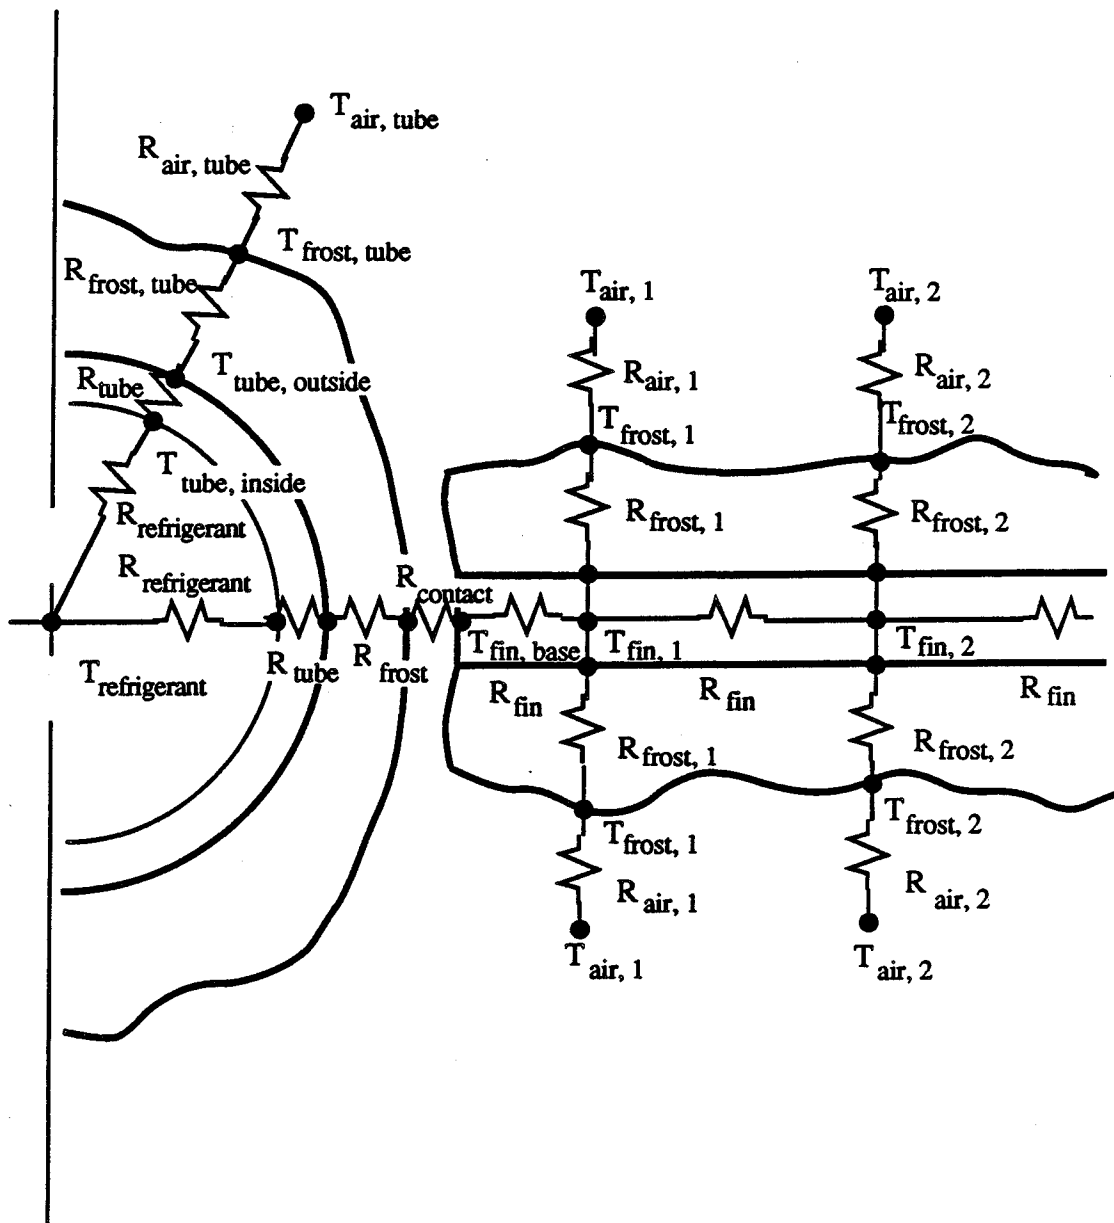 T air, tube
R air, tube
T frost, tube
R frost, tube
T air, 1
T air, 2
T tube, outside
R tube
R air, 1
R air, 2
T frost, 1
T frost, 2
T tube, inside
R refrigerant
R frost, 1
R frost, 2
R refrigerant
R contact
T refrigerant
R tube
R frost
T fin, base
T fin, 1
T fin, 2
R fin
R fin
R fin
R frost, 1
R frost, 2
T frost, 1
T frost, 2
R air, 1
R air, 2
T air, 1
T air, 2